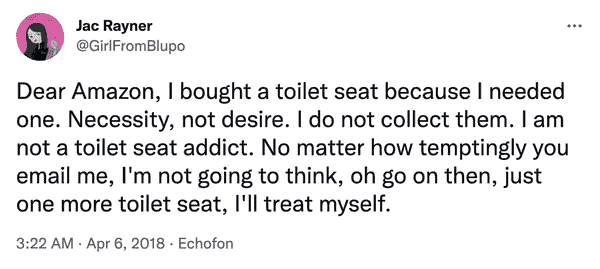 Jac Rayner
@GirlFromBlupo
Dear Amazon, I bought a toilet seat because I needed
one. Necessity, not desire. I do not collect them. I am
not a toilet seat addict. No matter how temptingly you
email me, I'm not going to think, oh go on then, just
one more toilet seat, I'll treat myself.
3:22 AM · Apr 6, 2018 · Echofon